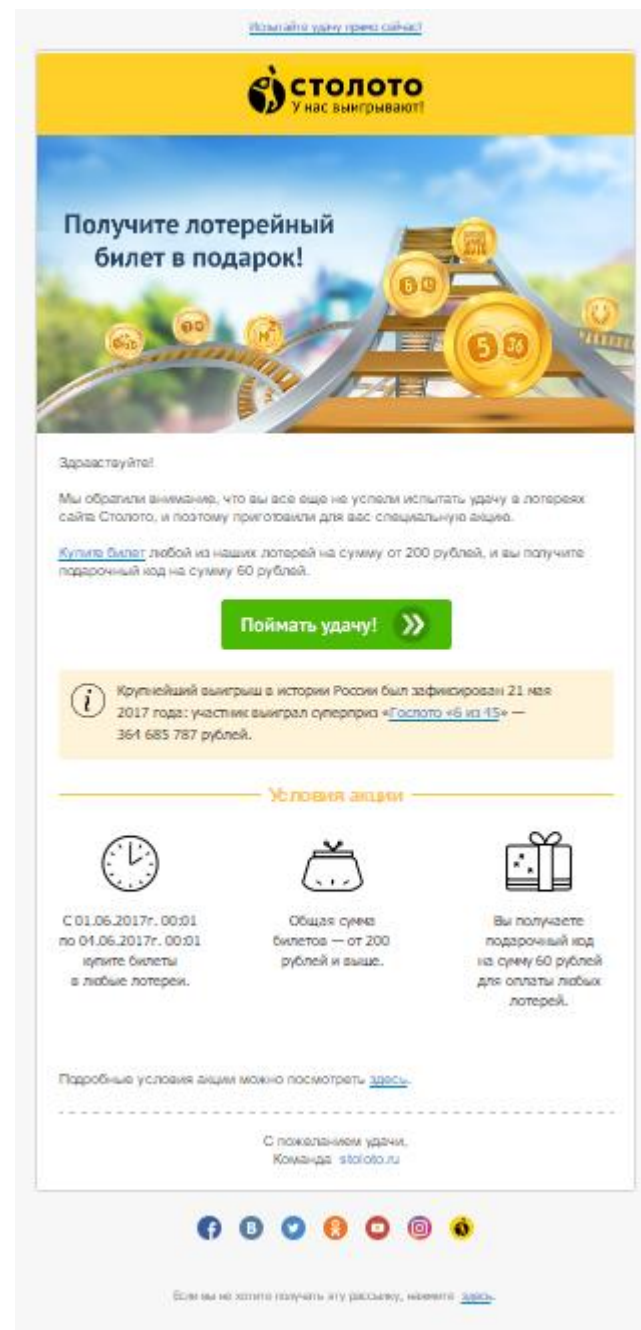 Испытайте удачу прямо сейчас!
СТОЛОТО
У нас выигрывают!
Получите лотерейный
билет в подарок!
5 36
Здравствуйте!
Мы обратили внимание, что вы все еще не успели испытать удачу в лотереях
сайта Столото, и поэтому приготовили для вас специальную акцию.
Купите билет любой из наших лотерей на сумму от 200 рублей, и вы получите
подарочный код на сумму 60 рублей.
Поймать удачу!
Крупнейший выигрыш в истории России был зафиксирован 21 мая
2017 года: участник выиграл суперприз «Гослото «6 из 45» —
364 685 787 рублей.
Условия акции
С 01.06.2017г. 00:01
по 04.06.2017г. 00:01
купите билеты
в любые лотереи.
Общая сумма
билетов — от 200
рублей и выше.
Вы получаете
подарочный код
на сумму 60 рублей
для оплаты любых
лотерей.
Подробные условия акции можно посмотреть здесь.
С пожеланием удачи,
Команда stoloto.ru
Если вы не хотите получать эту рассылку, нажмите здесь.